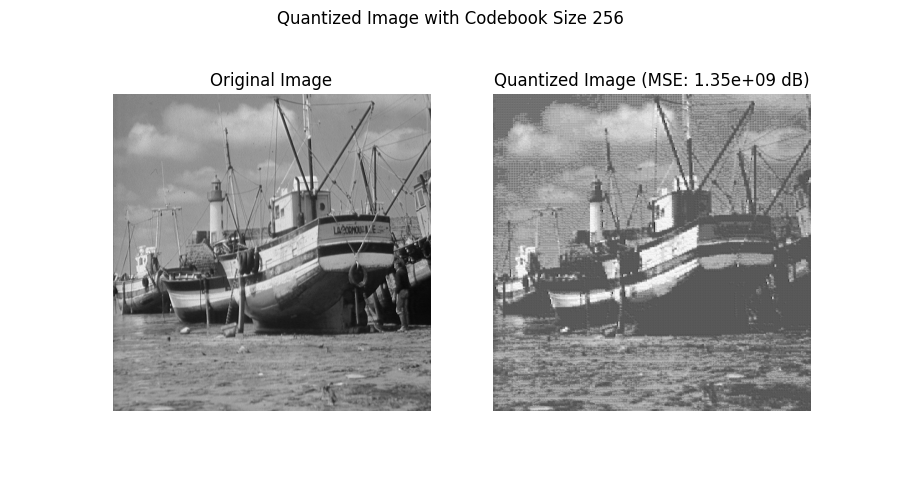 Quantized Image with Codebook Size 256
Original Image
Quantized Image (MSE: 1.35e+09 dB)